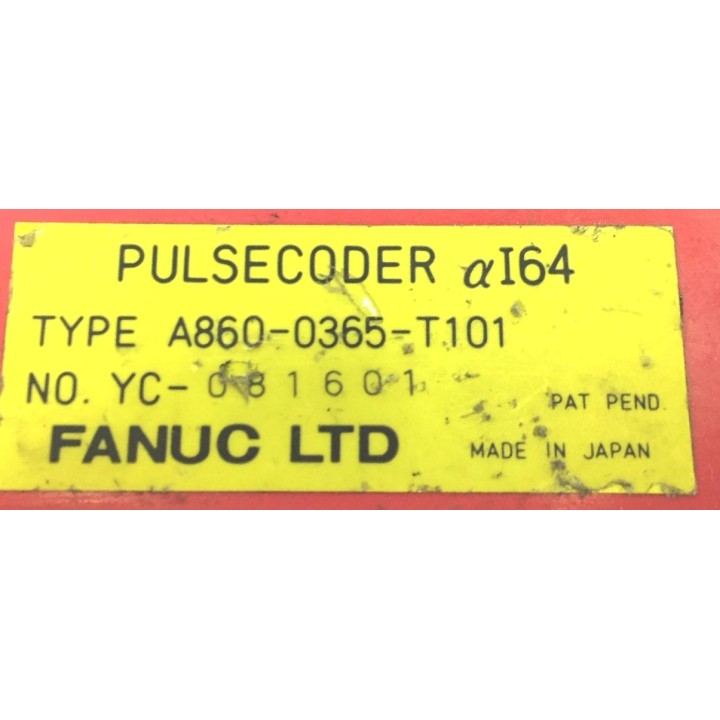 PULSECODER αI64
TYPE A860-0365-T101
NO. YC-081601
PAT PEND.
FANUC LTD
MADE IN JAPAN